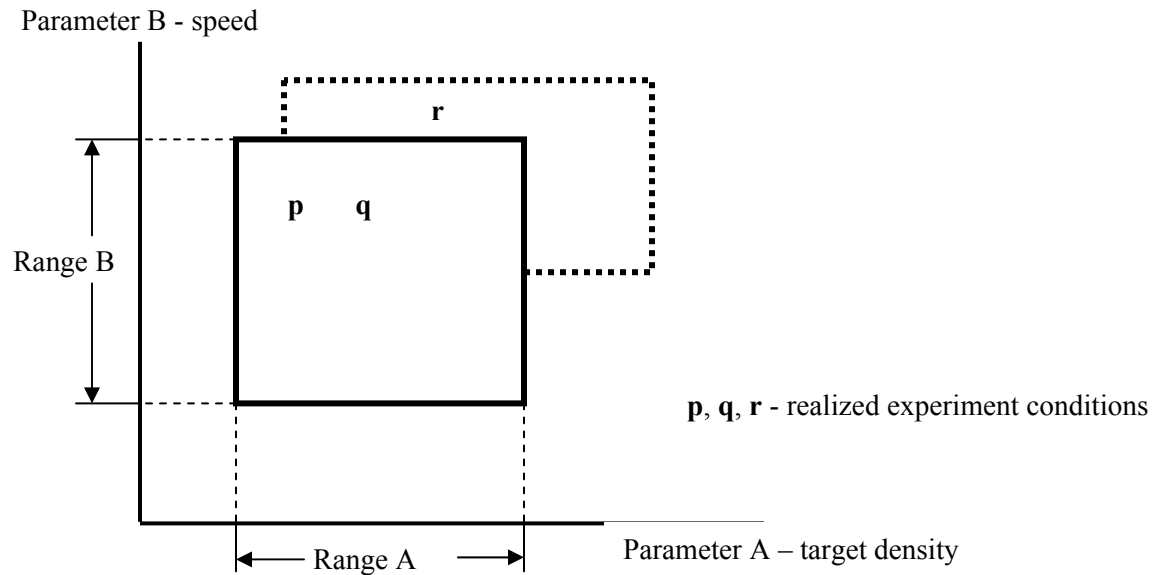 Parameter B - speed
r
p q
Range B
p, q, r - realized experiment conditions
Range A
Parameter A – target density